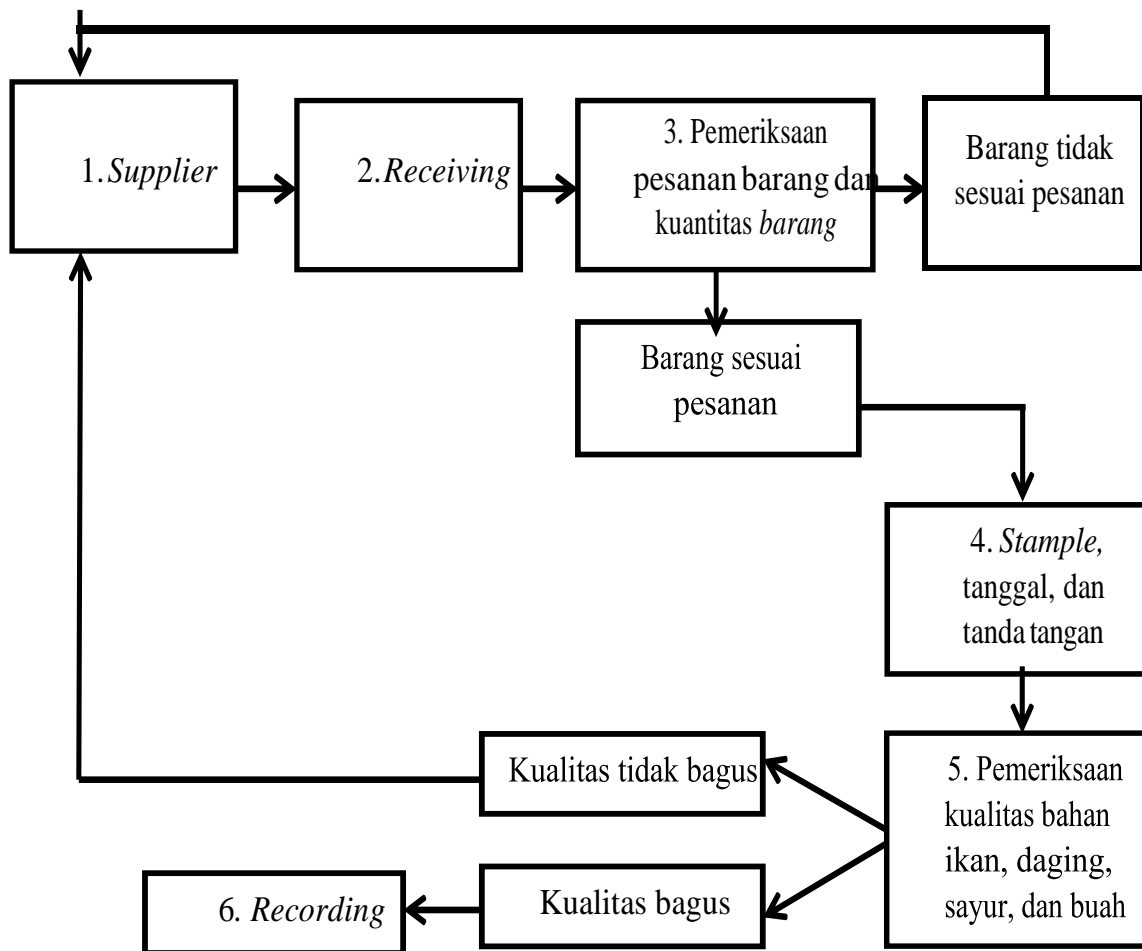 1. Supplier
2. Receiving
3. Pemeriksaan
pesanan barang dan
kuantitas barang
Barang tidak
sesuai pesanan
Barang sesuai
pesanan
4. Stample,
tanggal, dan
tanda tangan
5. Pemeriksaan
kualitas bahan
ikan, daging,
sayur, dan buah
Kualitas tidak bagus
Kualitas bagus
6. Recording